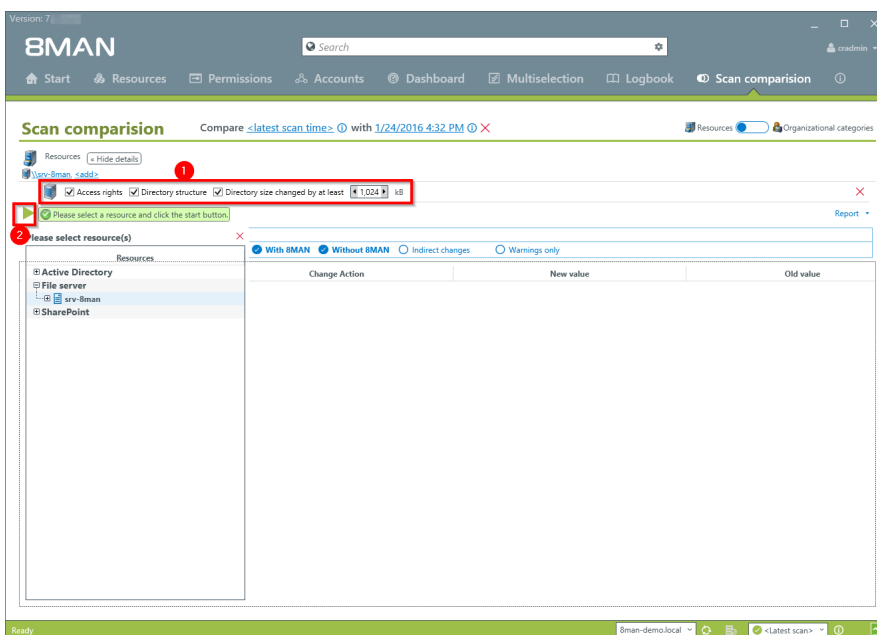 Version: 7
8MAN
Search
cradmin
Start Resources Permissions Accounts Dashboard Multiselection Logbook Scan comparision
Scan comparision Compare <latest scan time> with 1/24/2016 4:32 PM Resources Organizational categories
Resources « Hide details
\\srv-8man, <add>
1
Access rights Directory structure Directory size changed by at least 1,024 kB
Please select a resource and click the start button. Report
2
Please select resource(s)
With 8MAN Without 8MAN Indirect changes Warnings only
Resources
Change Action New value Old value
Active Directory
File server
srv-8man
SharePoint
Ready 8man-demo.local <Latest scan>